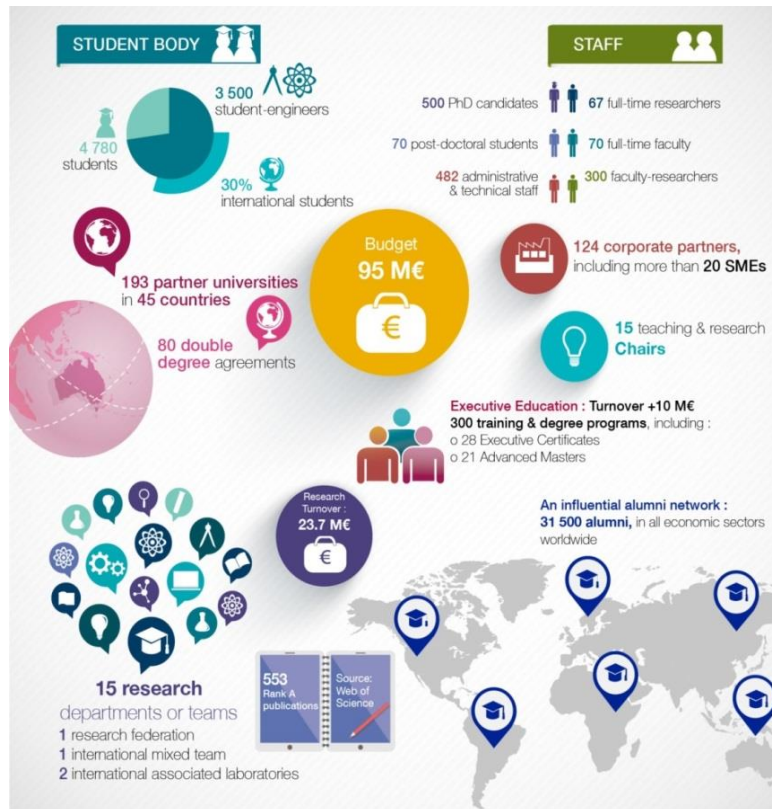 STUDENT BODY
3 500
student-engineers
4 780
students
30%
international students
STAFF
500 PhD candidates
67 full-time researchers
70 post-doctoral students
70 full-time faculty
482 administrative
& technical staff
300 faculty-researchers
193 partner universities
in 45 countries
80 double
degree agreements
Budget
95 M€
€
124 corporate partners,
including more than 20 SMEs
15 teaching & research
Chairs
Executive Education : Turnover +10 M€
300 training & degree programs, including :
o 28 Executive Certificates
o 21 Advanced Masters
Research
Turnover :
23.7 M€
€
An influential alumni network :
31 500 alumni, in all economic sectors
worldwide
553
Rank A
publications
Source:
Web of
Science
15 research
departments or teams
1 research federation
1 international mixed team
2 international associated laboratories